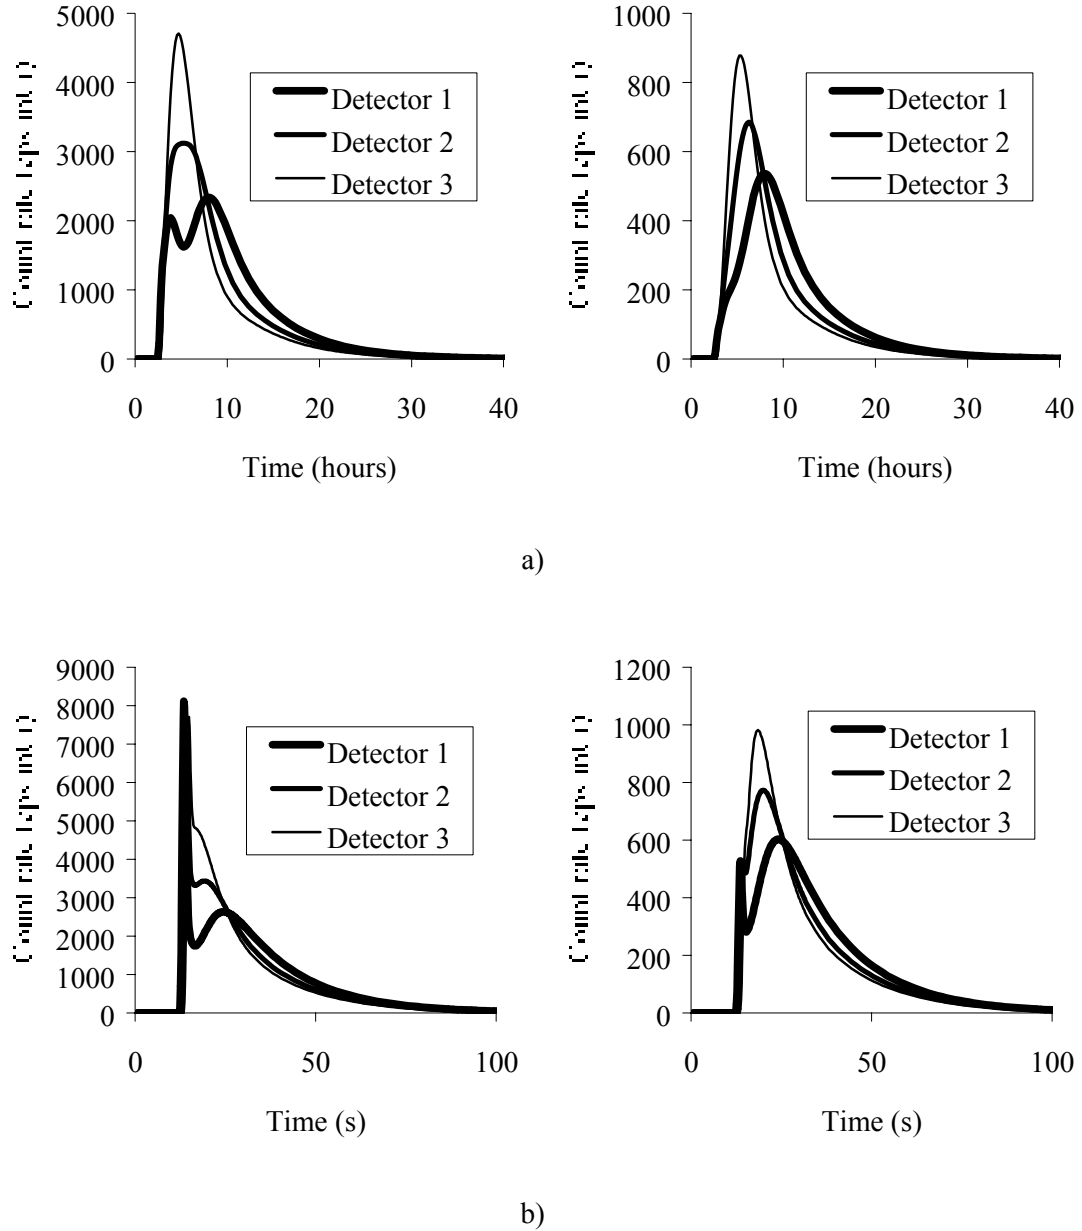 5000
4000
3000
2000
1000
0
0 10 20 30 40
Time (hours)
Detector 1
Detector 2
Detector 3
1000
800
600
400
200
0
0 10 20 30 40
Time (hours)
Detector 1
Detector 2
Detector 3
a)
9000
8000
7000
6000
5000
4000
3000
2000
1000
0
0 50 100
Time (s)
Detector 1
Detector 2
Detector 3
1200
1000
800
600
400
200
0
0 50 100
Time (s)
Detector 1
Detector 2
Detector 3
b)